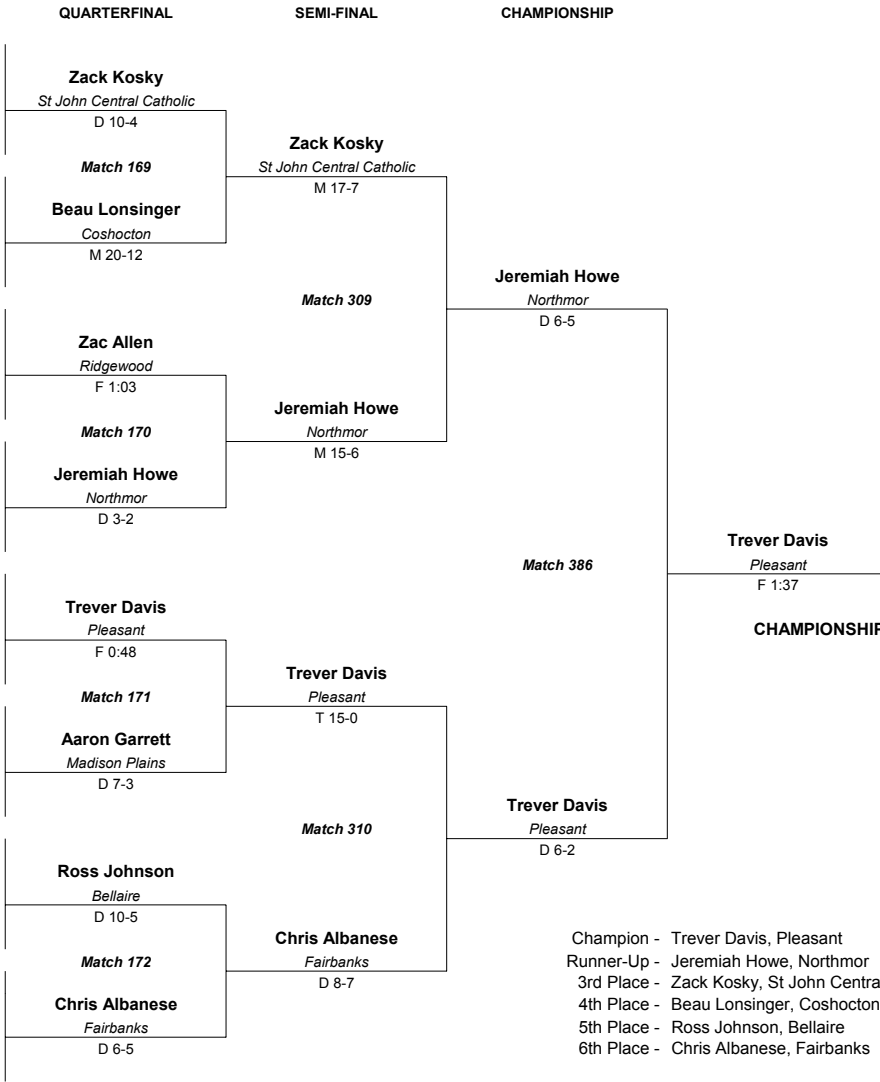 QUARTERFINAL SEMI-FINAL CHAMPIONSHIP
Zack Kosky
St John Central Catholic
D 10-4
Match 169
Beau Lonsinger
Coshocton
M 20-12
Zac Allen
Ridgewood
F 1:03
Match 170
Jeremiah Howe
Northmor
D 3-2
Trever Davis
Pleasant
F 0:48
Match 171
Aaron Garrett
Madison Plains
D 7-3
Ross Johnson
Bellaire
D 10-5
Match 172
Chris Albanese
Fairbanks
D 6-5
Zack Kosky
St John Central Catholic
M 17-7
Match 309
Jeremiah Howe
Northmor
M 15-6
Trever Davis
Pleasant
T 15-0
Match 310
Chris Albanese
Fairbanks
D 8-7
Jeremiah Howe
Northmor
D 6-5
Match 386
Trever Davis
Pleasant
D 6-2
Trever Davis
Pleasant
F 1:37
CHAMPIONSHIP
Champion - Trever Davis, Pleasant
Runner-Up - Jeremiah Howe, Northmor
3rd Place - Zack Kosky, St John Centra
4th Place - Beau Lonsinger, Coshocton
5th Place - Ross Johnson, Bellaire
6th Place - Chris Albanese, Fairbanks